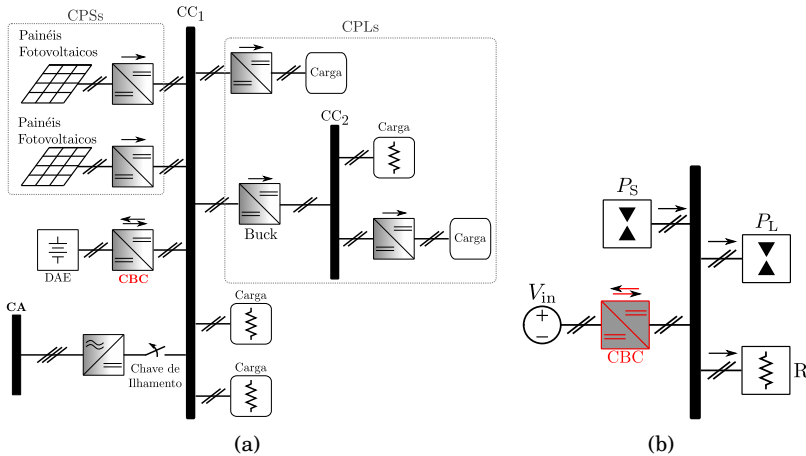 CPSs
CC1
CPLs
Painéis
Fotovoltaicos
Carga
Painéis
Fotovoltaicos
CC2
Carga
Buck
Carga
DAE
CBC
CA
Chave de
Ilhamento
Carga
Carga
(a)
PS
PL
Vin
+
−
CBC
R
(b)